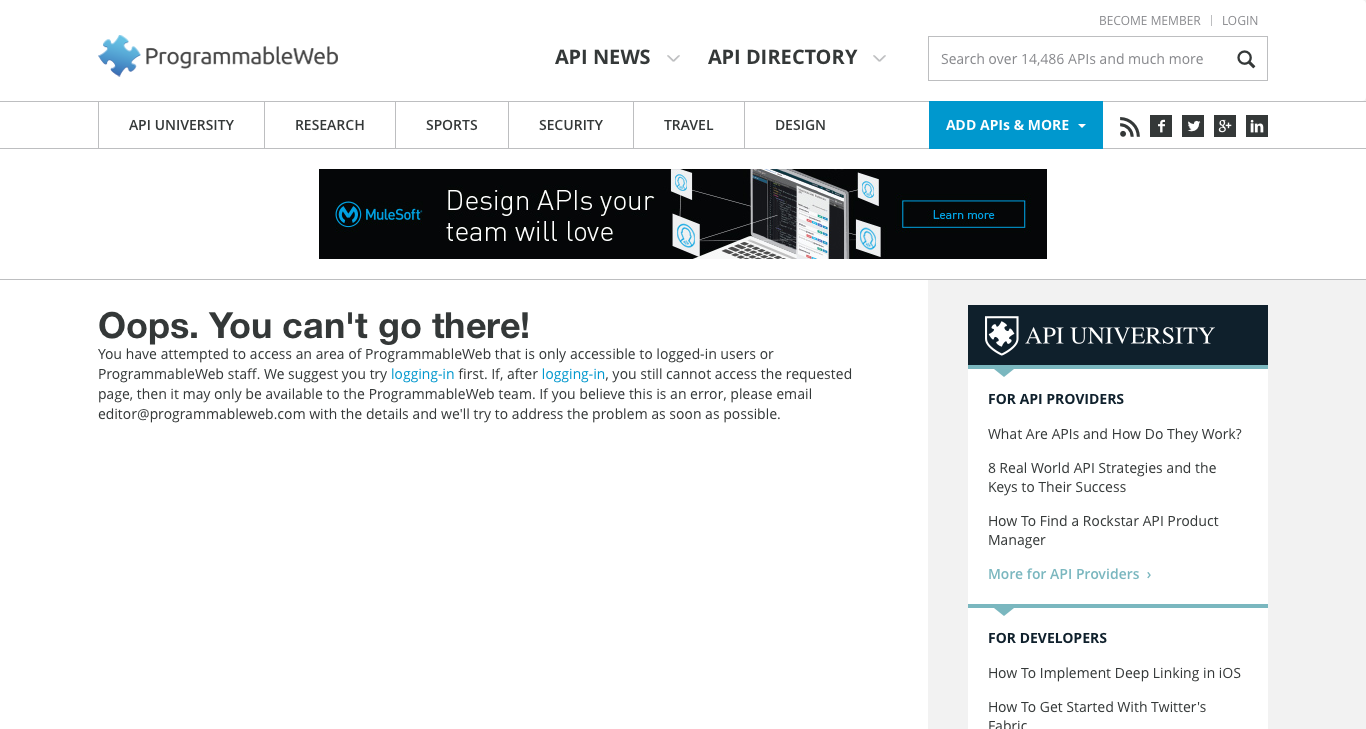 BECOME MEMBER | LOGIN
ProgrammableWeb
API NEWS
API DIRECTORY
Search over 14,486 APIs and much more
API UNIVERSITY
RESEARCH
SPORTS
SECURITY
TRAVEL
DESIGN
ADD APIs & MORE
MuleSoft
Design APIs your
team will love
Learn more
Oops. You can't go there!
You have attempted to access an area of ProgrammableWeb that is only accessible to logged-in users or
ProgrammableWeb staff. We suggest you try logging-in first. If, after logging-in, you still cannot access the requested
page, then it may only be available to the ProgrammableWeb team. If you believe this is an error, please email
editor@programmableweb.com with the details and we'll try to address the problem as soon as possible.
API UNIVERSITY
FOR API PROVIDERS
What Are APIs and How Do They Work?
8 Real World API Strategies and the
Keys to Their Success
How To Find a Rockstar API Product
Manager
More for API Providers ›
FOR DEVELOPERS
How To Implement Deep Linking in iOS
How To Get Started With Twitter's
Fabric